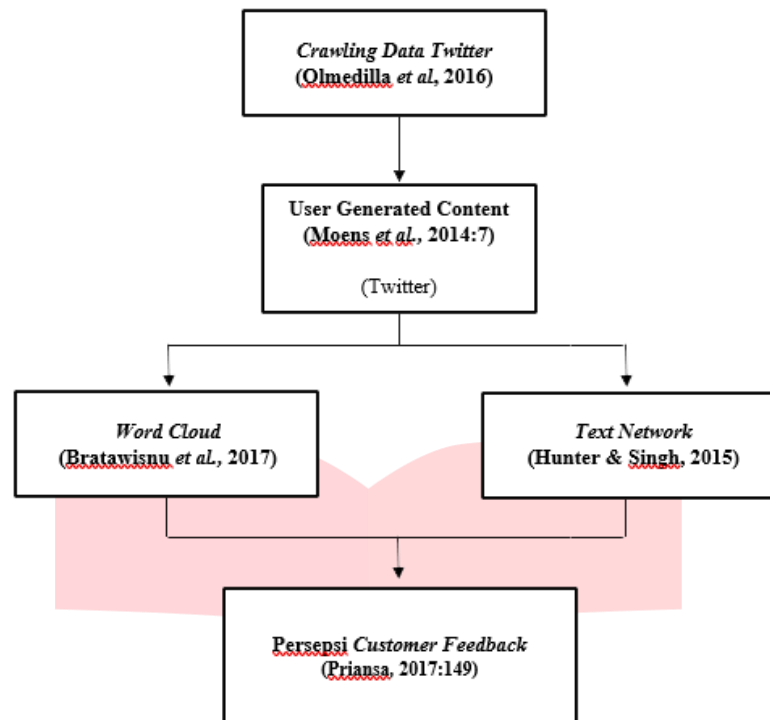 Crawling Data Twitter
(Olmedilla et al, 2016)
User Generated Content
(Moens et al., 2014:7)
(Twitter)
Word Cloud
(Bratawisnu et al., 2017)
Text Network
(Hunter & Singh, 2015)
Persepsi Customer Feedback
(Priansa, 2017:149)